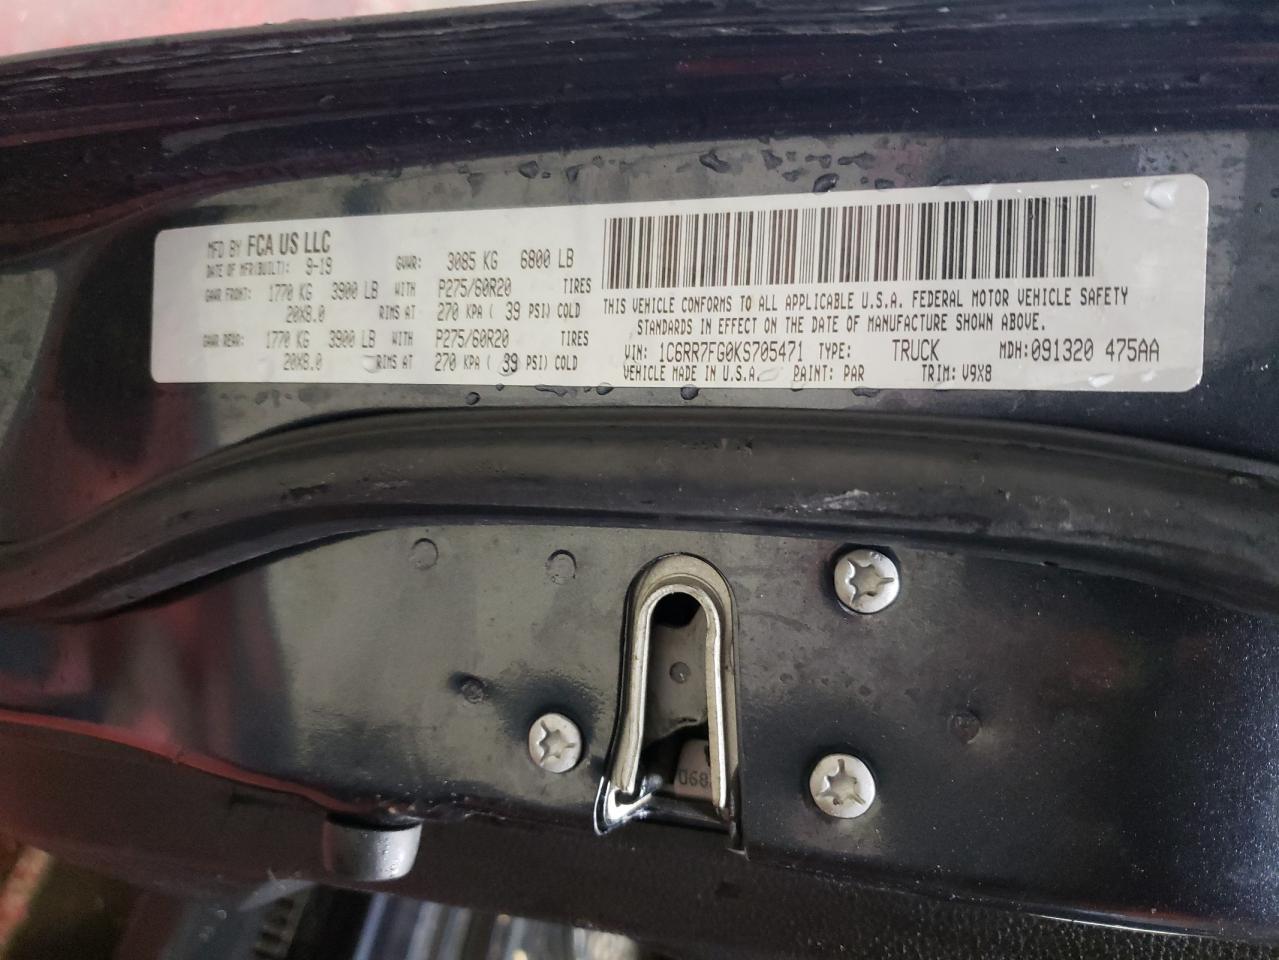 MFD BY FCA US LLC
DATE OF MFR(BUILT): 9-19 GVWR: 3085 KG 6800 LB
GAWR FRONT: 1770 KG 3900 LB WITH P275/60R20 TIRES
20X8.0 RIMS AT 270 KPA ( 39 PSI) COLD
GAWR REAR: 1770 KG 3900 LB WITH P275/60R20 TIRES
20X8.0 RIMS AT 270 KPA ( 39 PSI) COLD
THIS VEHICLE CONFORMS TO ALL APPLICABLE U.S.A. FEDERAL MOTOR VEHICLE SAFETY
STANDARDS IN EFFECT ON THE DATE OF MANUFACTURE SHOWN ABOVE.
VIN: 1C6RR7FG0KS705471 TYPE: TRUCK MDH:091320 475AA
VEHICLE MADE IN U.S.A. PAINT: PAR TRIM: V9X8